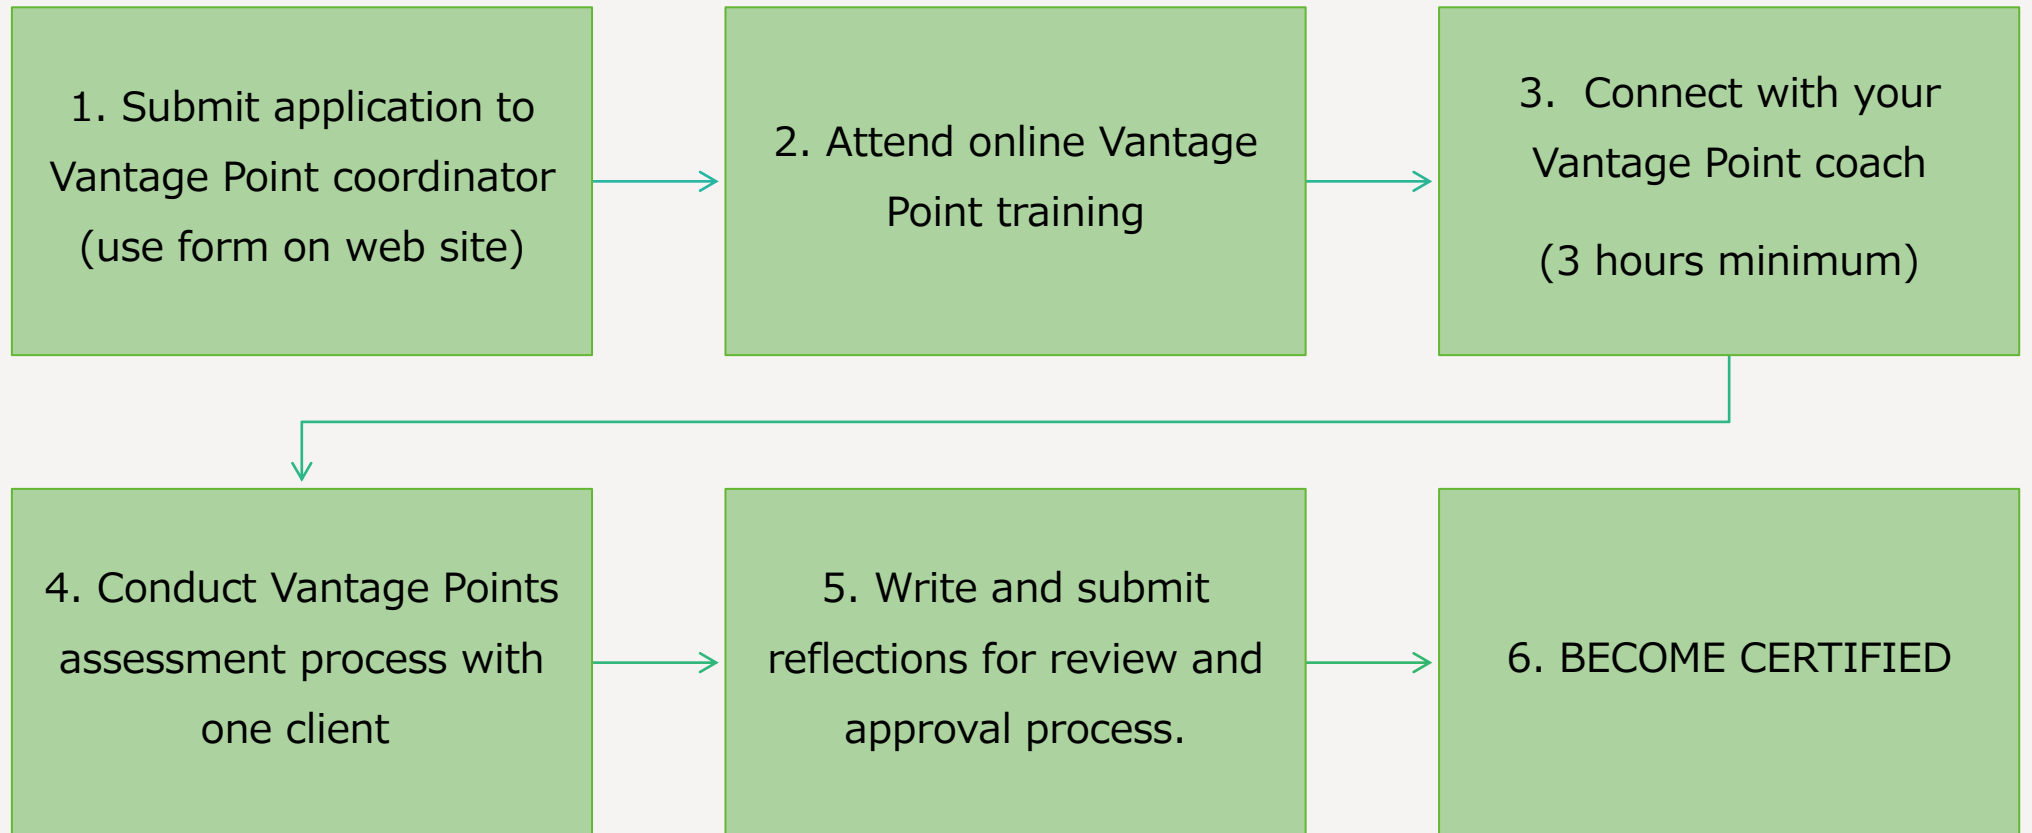 1. Submit application to
Vantage Point coordinator
(use form on web site)
2. Attend online Vantage
Point training
3.  Connect with your
Vantage Point coach
(3 hours minimum)
4. Conduct Vantage Points
assessment process with
one client
5. Write and submit
reflections for review and
approval process.
6. BECOME CERTIFIED